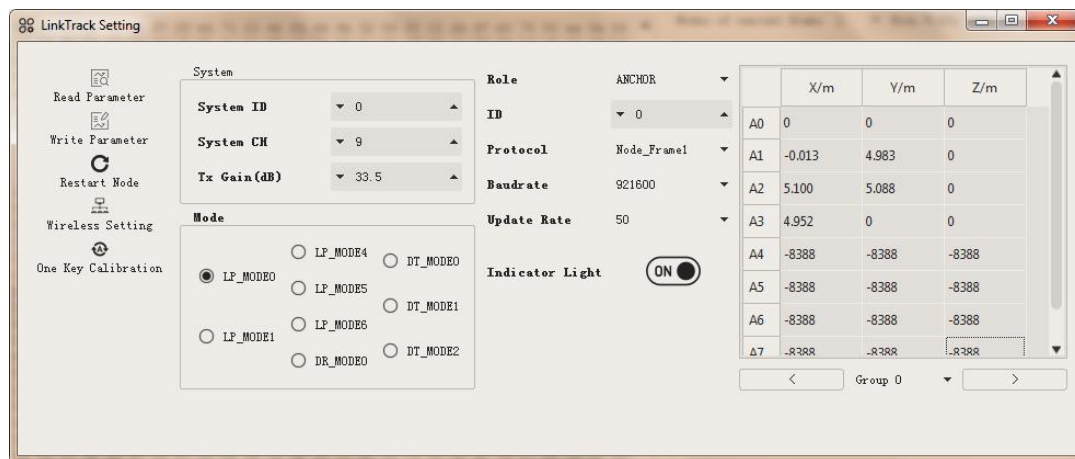 LinkTrack Setting
Read Parameter
Write Parameter
Restart Node
Wireless Setting
One Key Calibration
System
System ID 0
System CH 9
Tx Gain(dB) 33.5
Mode
LP_MODE0
LP_MODE1
LP_MODE4
LP_MODE5
LP_MODE6
DR_MODE0
DT_MODE0
DT_MODE1
DT_MODE2
Role ANCHOR
ID 0
Protocol Node_Frame1
Baudrate 921600
Update Rate 50
Indicator Light ON
X/m Y/m Z/m
A0 0 0 0
A1 -0.013 4.983 0
A2 5.100 5.088 0
A3 4.952 0 0
A4 -8388 -8388 -8388
A5 -8388 -8388 -8388
A6 -8388 -8388 -8388
A7 -8388 -8388 -8388
< Group 0 >